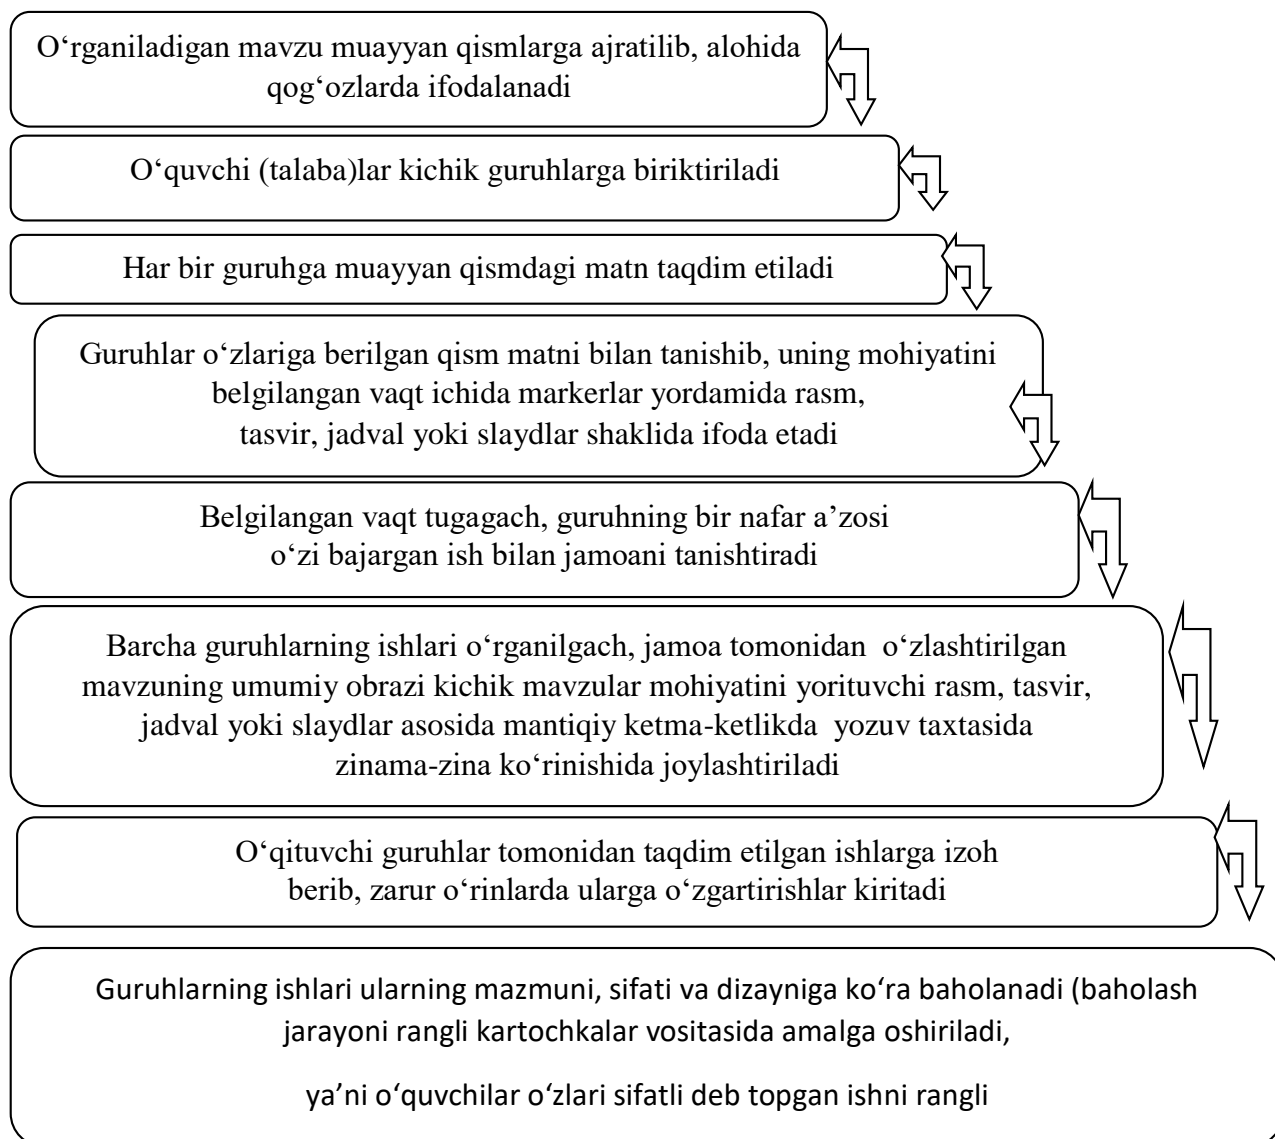 O‘rganiladigan mavzu muayyan qismlarga ajratilib, alohida
qog‘ozlarda ifodalanadi
O‘quvchi (talaba)lar kichik guruhlarga biriktiriladi
Har bir guruhga muayyan qismdagi matn taqdim etiladi
Guruhlar o‘zlariga berilgan qism matni bilan tanishib, uning mohiyatini
belgilangan vaqt ichida markerlar yordamida rasm,
tasvir, jadval yoki slaydlar shaklida ifoda etadi
Belgilangan vaqt tugagach, guruhning bir nafar a’zosi
o‘zi bajargan ish bilan jamoani tanishtiradi
Barcha guruhlarning ishlari o‘rganilgach, jamoa tomonidan o‘zlashtirilgan
mavzuning umumiy obrazi kichik mavzular mohiyatini yorituvchi rasm, tasvir,
jadval yoki slaydlar asosida mantiqiy ketma-ketlikda yozuv taxtasida
zinama-zina ko‘rinishida joylashtiriladi
O‘qituvchi guruhlar tomonidan taqdim etilgan ishlarga izoh
berib, zarur o‘rinlarda ularga o‘zgartirishlar kiritadi
Guruhlarning ishlari ularning mazmuni, sifati va dizayniga ko‘ra baholanadi (baholash
jarayoni rangli kartochkalar vositasida amalga oshiriladi,
ya’ni o‘quvchilar o‘zlari sifatli deb topgan ishni rangli